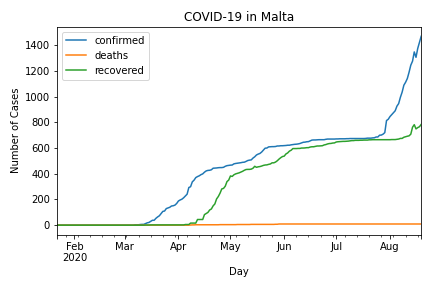 COVID-19 in Malta
confirmed
deaths
recovered
Number of Cases
1400
1200
1000
800
600
400
200
0
Feb Mar Apr May Jun Jul Aug
2020
Day